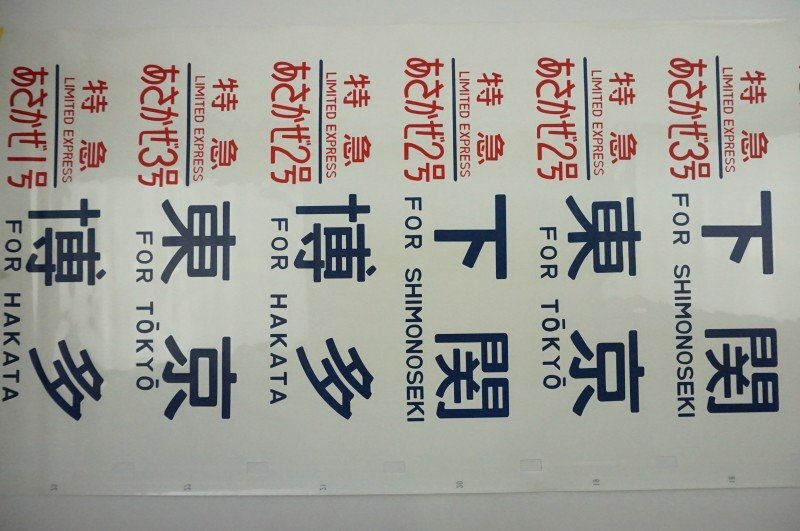 特急
LIMITED EXPRESS
あさかぜ3号
下関
FOR SHIMONOSEKI
特急
LIMITED EXPRESS
あさかぜ2号
東京
FOR TŌKYŌ
特急
LIMITED EXPRESS
あさかぜ2号
下関
FOR SHIMONOSEKI
特急
LIMITED EXPRESS
あさかぜ2号
博多
FOR HAKATA
特急
LIMITED EXPRESS
あさかぜ3号
東京
FOR TŌKYŌ
特急
LIMITED EXPRESS
あさかぜ1号
博多
FOR HAKATA